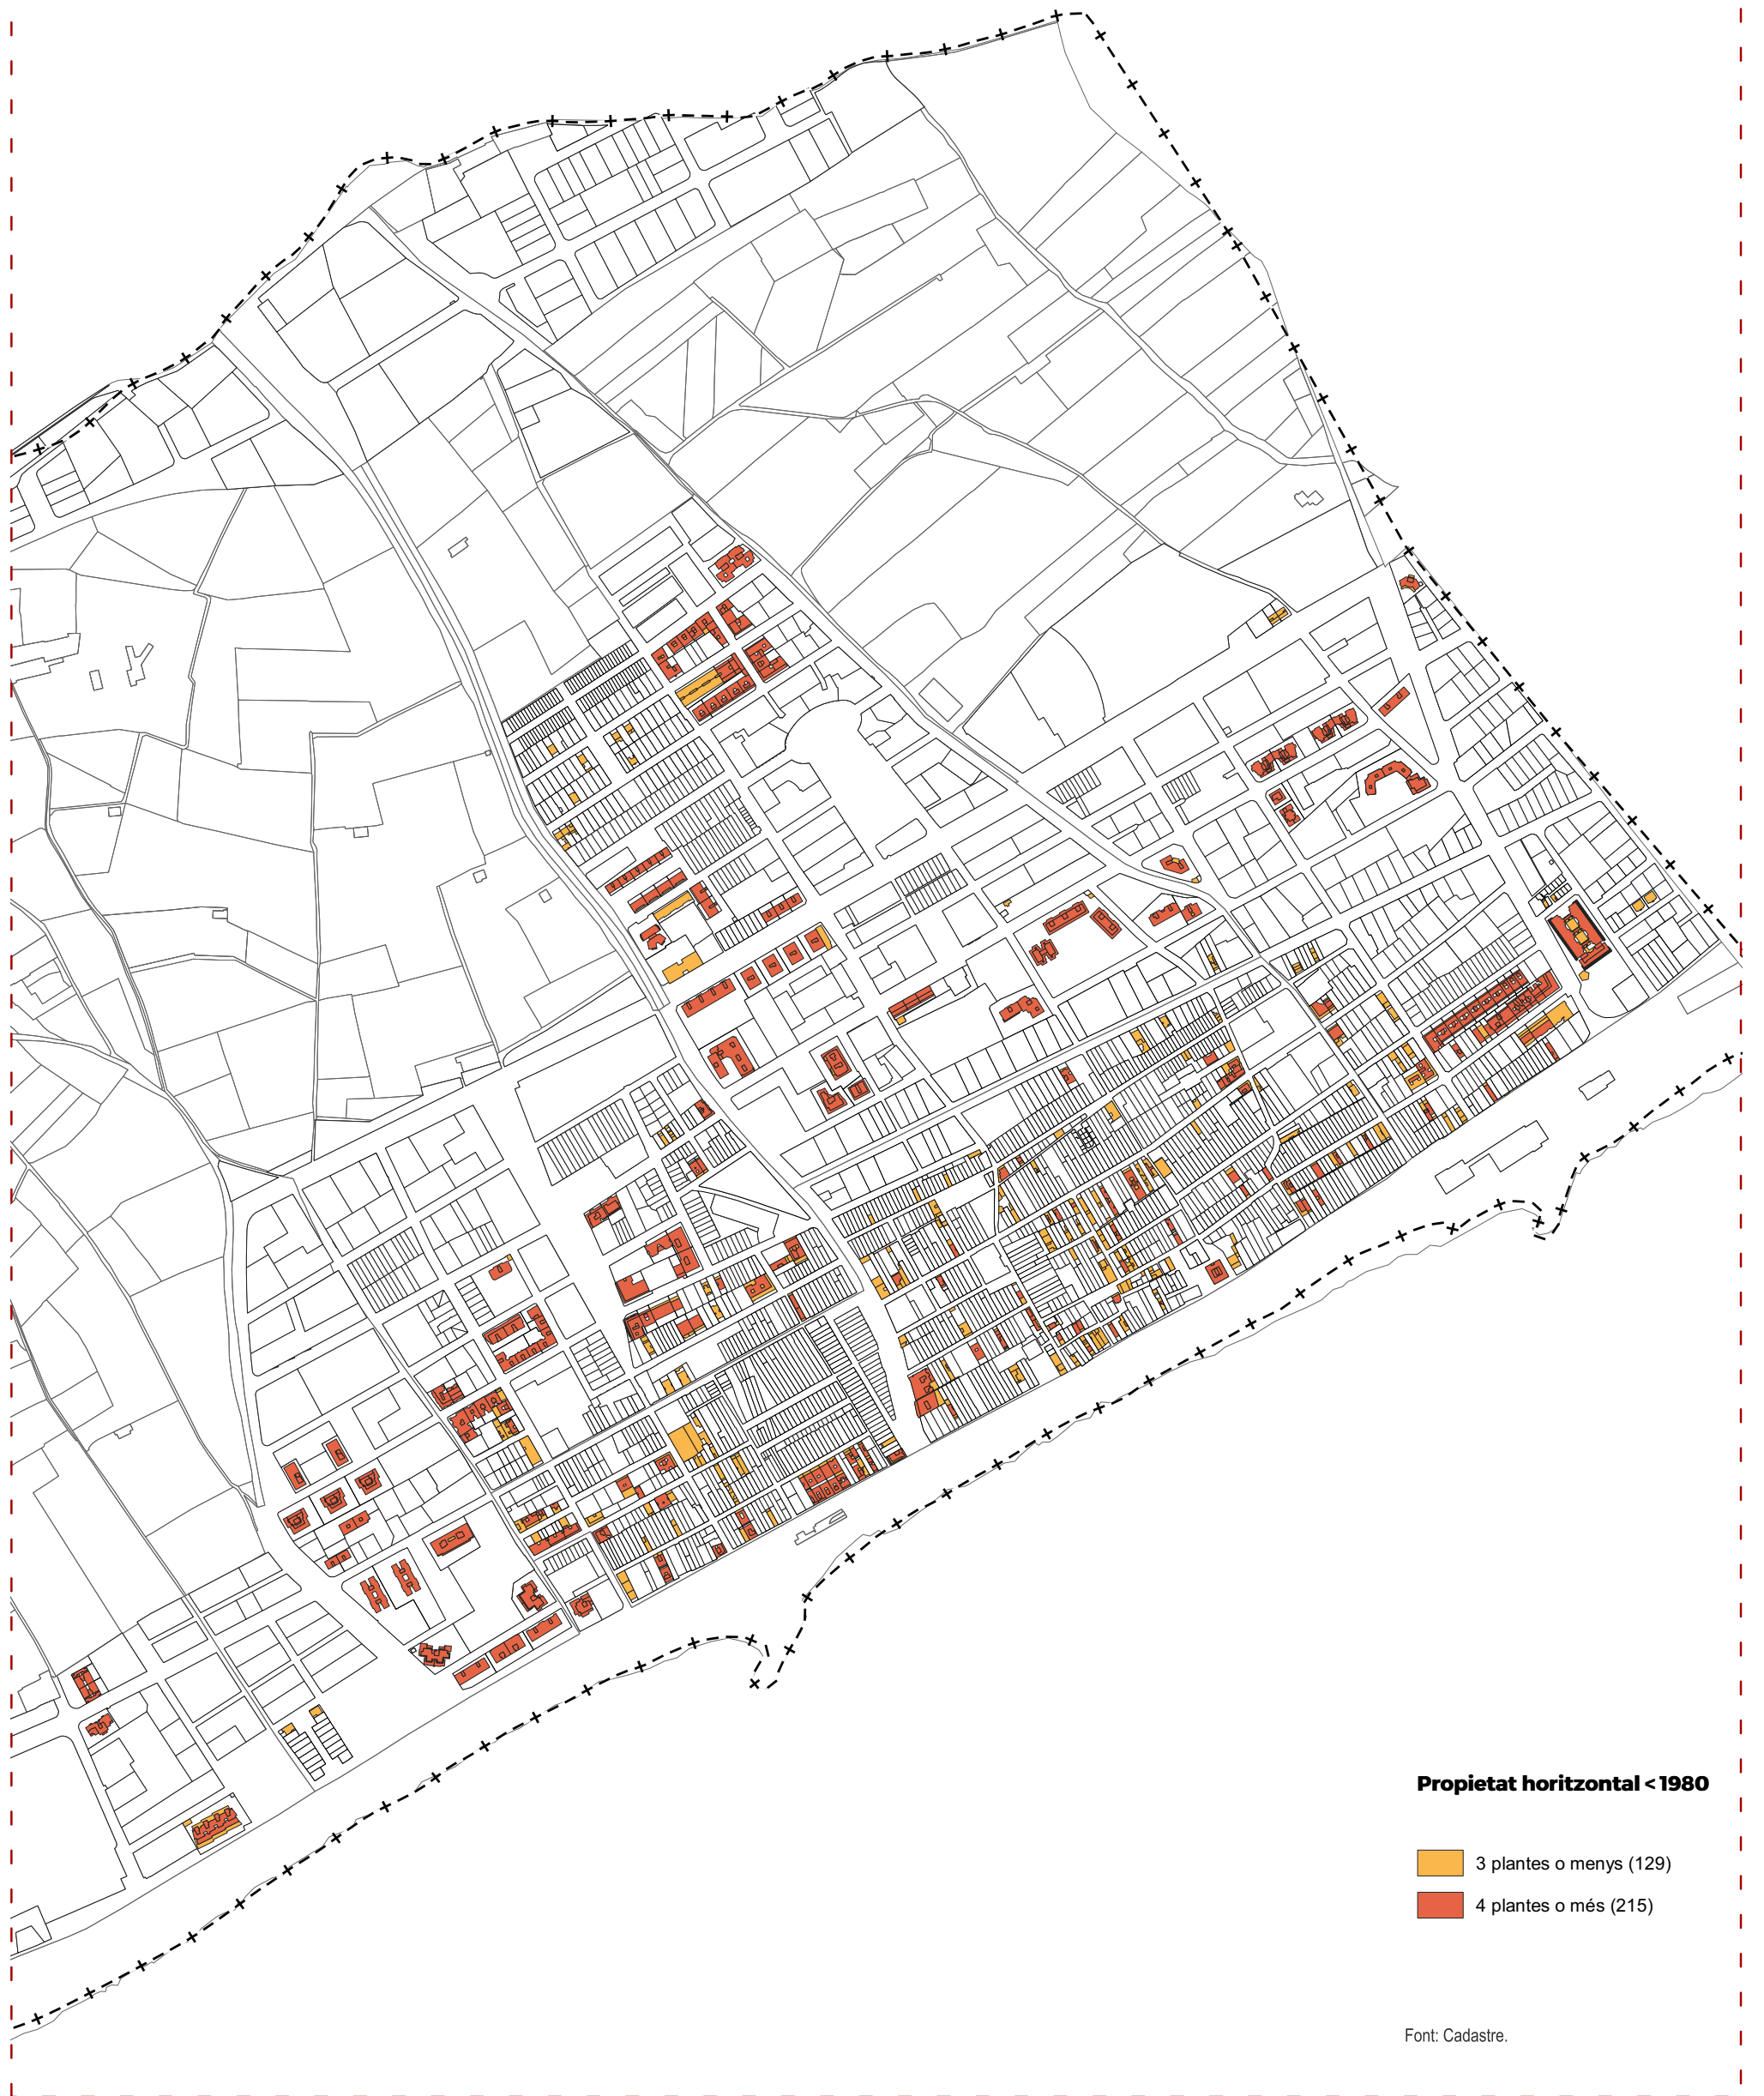 Propietat horitzontal < 1980
3 plantes o menys (129)
4 plantes o més (215)
Font: Cadastre.